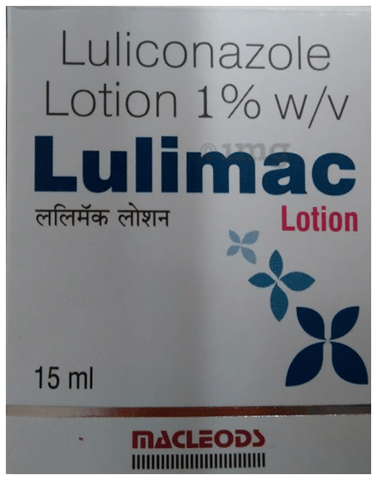 Luliconazole
Lotion 1% w/v
Lulimac
ललिमॅक लोशन
Lotion
15 ml
MACLEODS